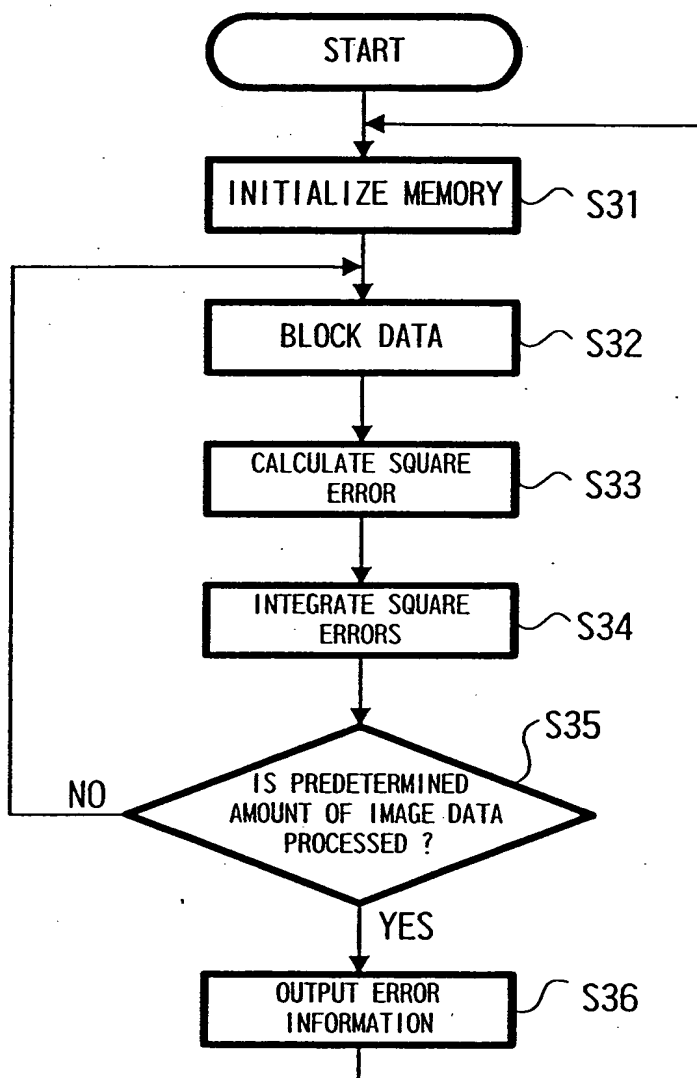 START
INITIALIZE MEMORY
S31
BLOCK DATA
S32
CALCULATE SQUARE
ERROR
S33
INTEGRATE SQUARE
ERRORS
S34
S35
IS PREDETERMINED
AMOUNT OF IMAGE DATA
PROCESSED ?
NO
YES
OUTPUT ERROR
INFORMATION
S36